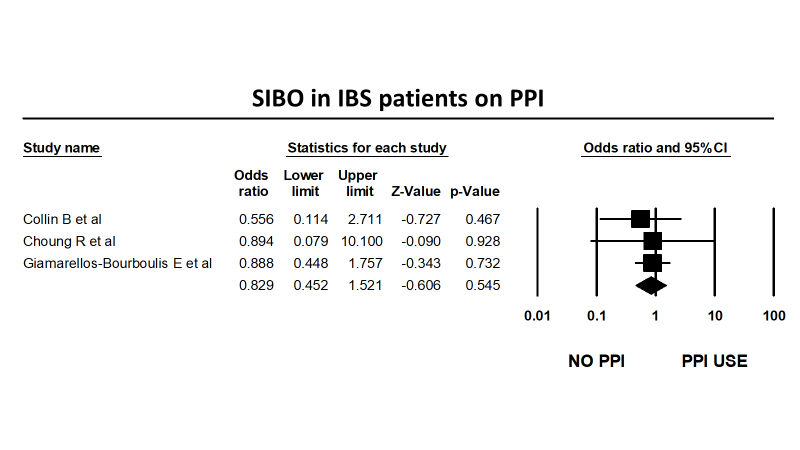 SIBO in IBS patients on PPI
Study name Statistics for each study Odds ratio and 95%CI
Odds Lower Upper
ratio limit limit Z-Value p-Value
Collin B et al 0.556 0.114 2.711 -0.727 0.467
Choung R et al 0.894 0.079 10.100 -0.090 0.928
Giamarellos-Bourboulis E et al 0.888 0.448 1.757 -0.343 0.732
0.829 0.452 1.521 -0.606 0.545
0.01 0.1 1 10 100
NO PPI PPI USE